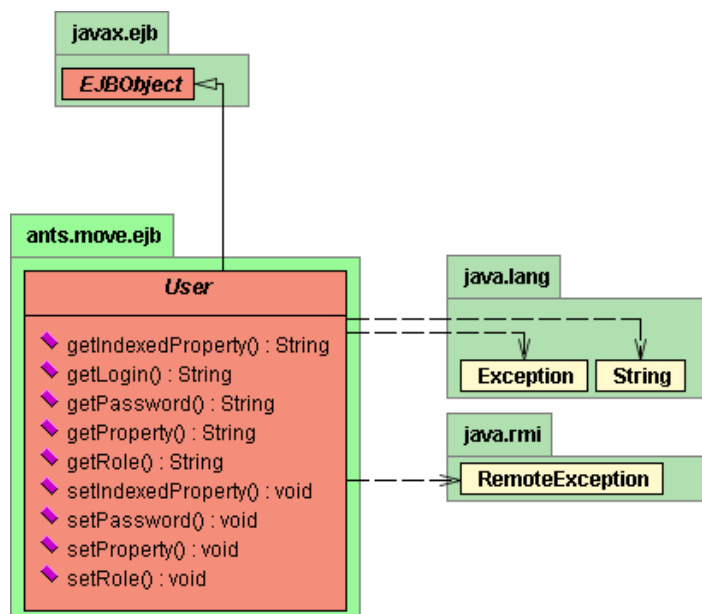 javax.ejb
EJBObject
ants.move.ejb
User
getIndexedProperty() : String
getLogin() : String
getPassword() : String
getProperty() : String
getRole() : String
setIndexedProperty() : void
setPassword() : void
setProperty() : void
setRole() : void
java.lang
Exception String
java.rmi
RemoteException